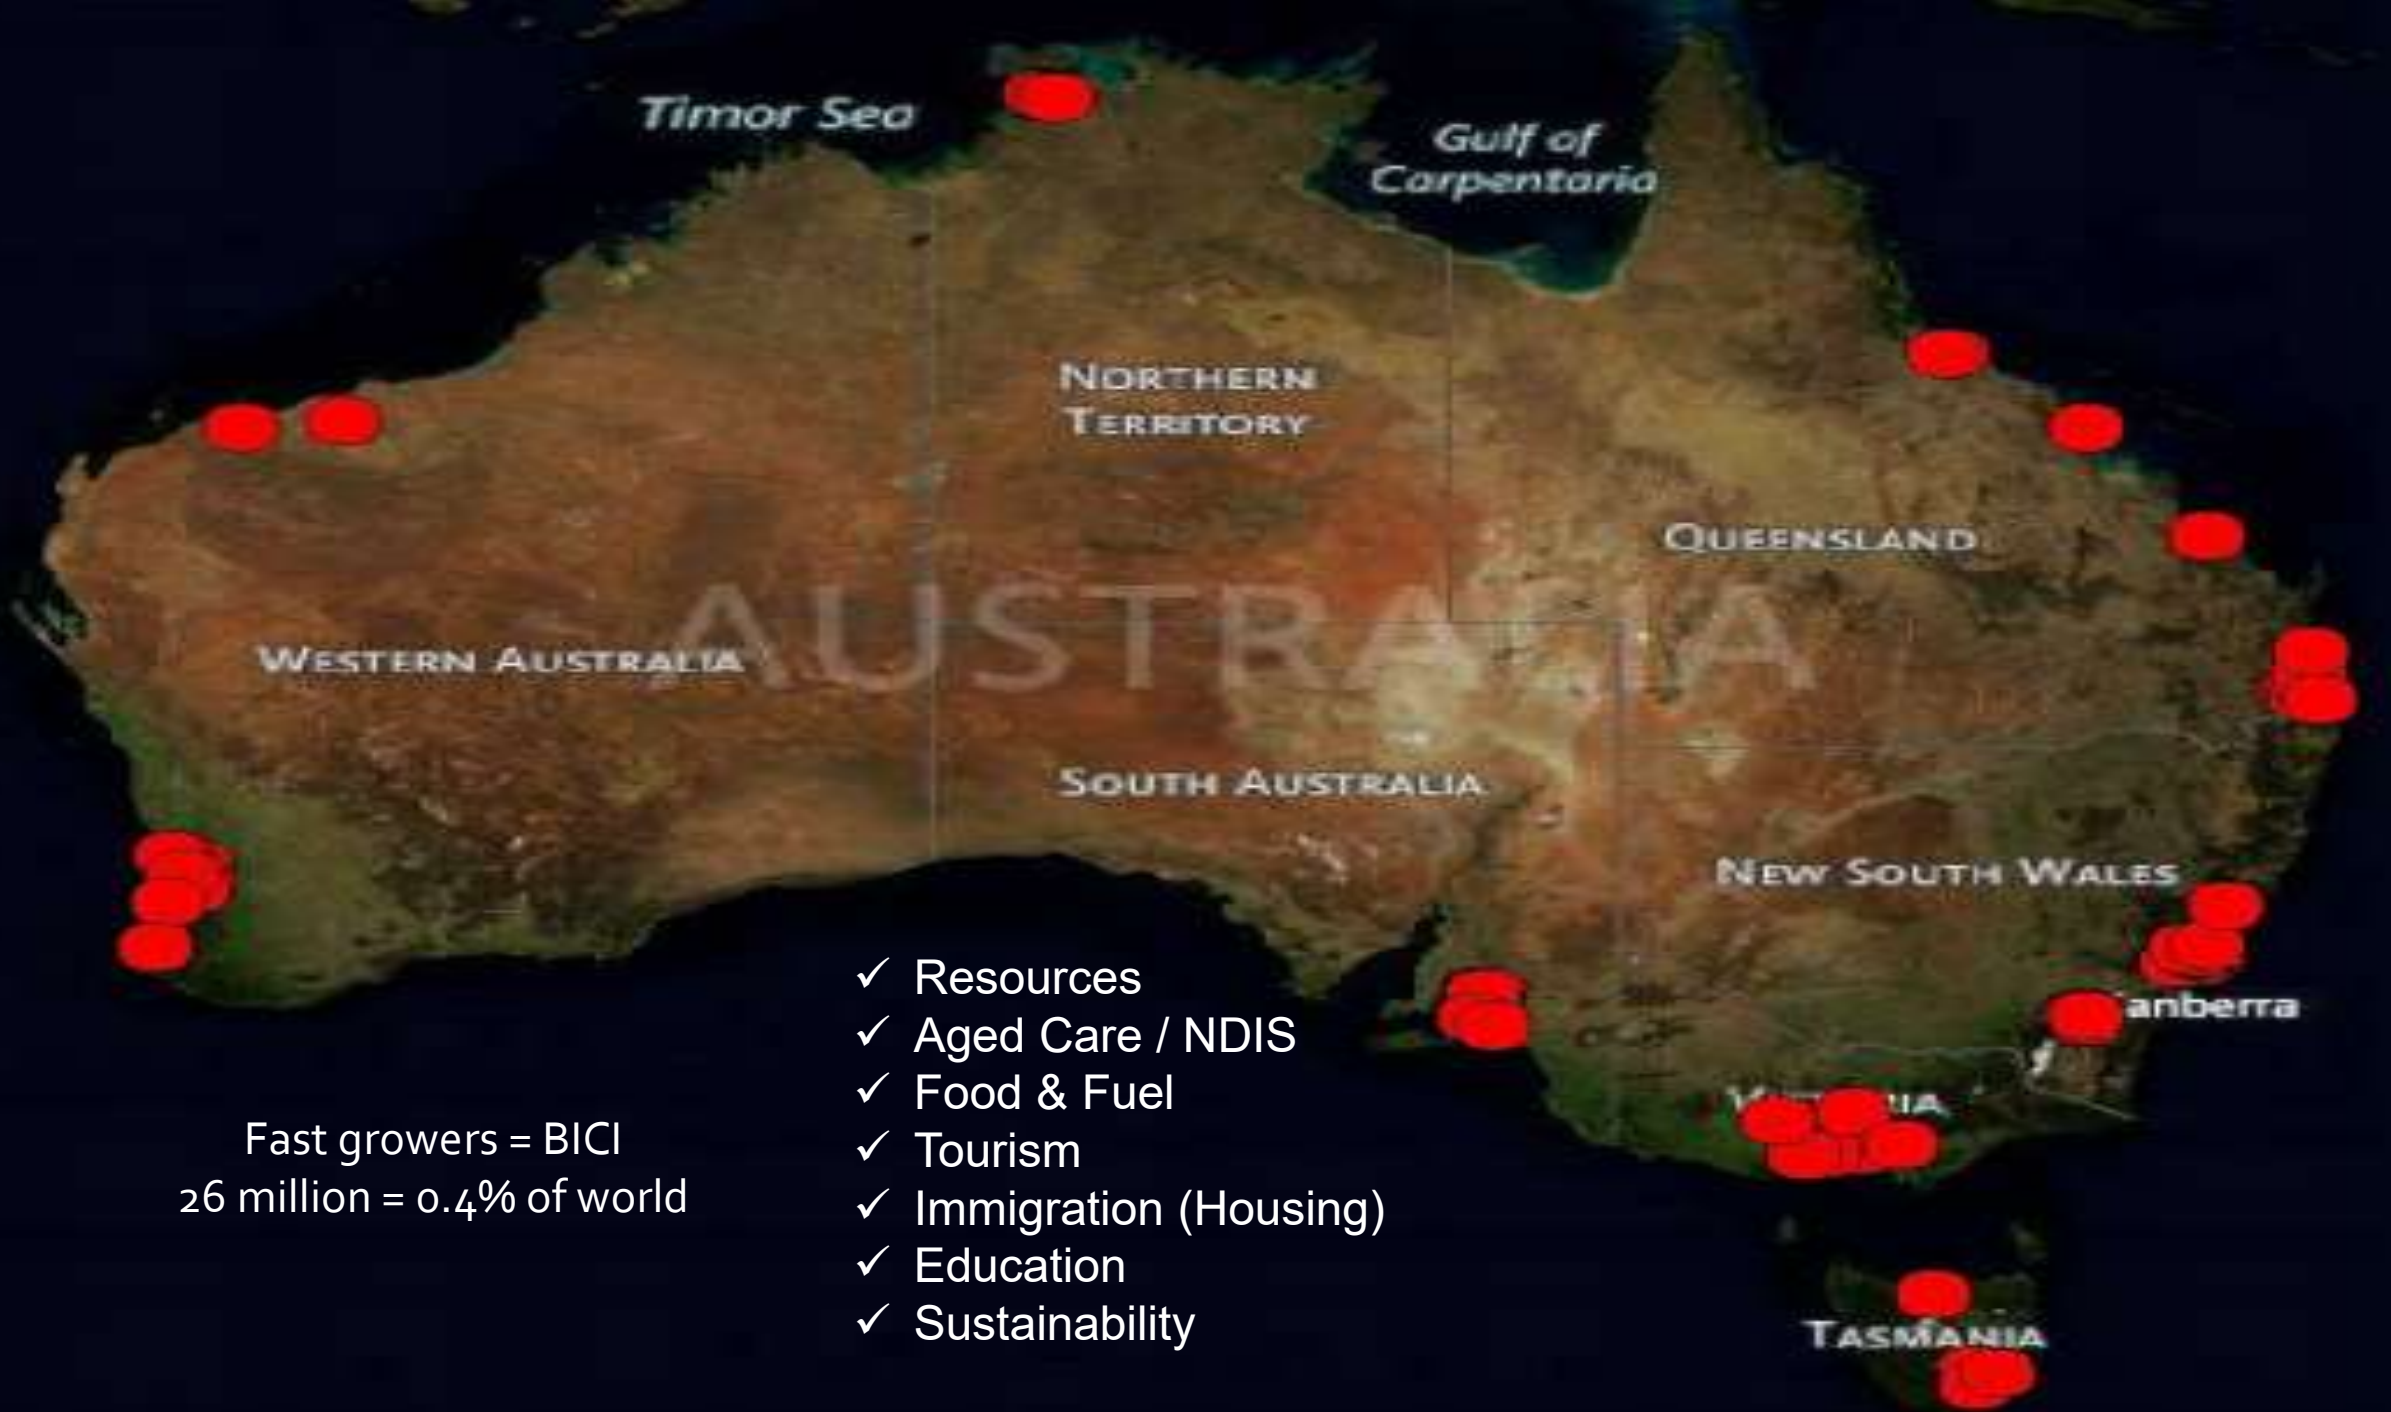 Timor Sea
Gulf of
Carpentaria
NORTHERN
TERRITORY
QUEENSLAND
AUSTRALIA
WESTERN AUSTRALIA
SOUTH AUSTRALIA
NEW SOUTH WALES
anberra
✓ Resources
✓ Aged Care / NDIS
✓ Food & Fuel
✓ Tourism
✓ Immigration (Housing)
✓ Education
✓ Sustainability
Fast growers = BICI
26 million = 0.4% of world
TASMANIA